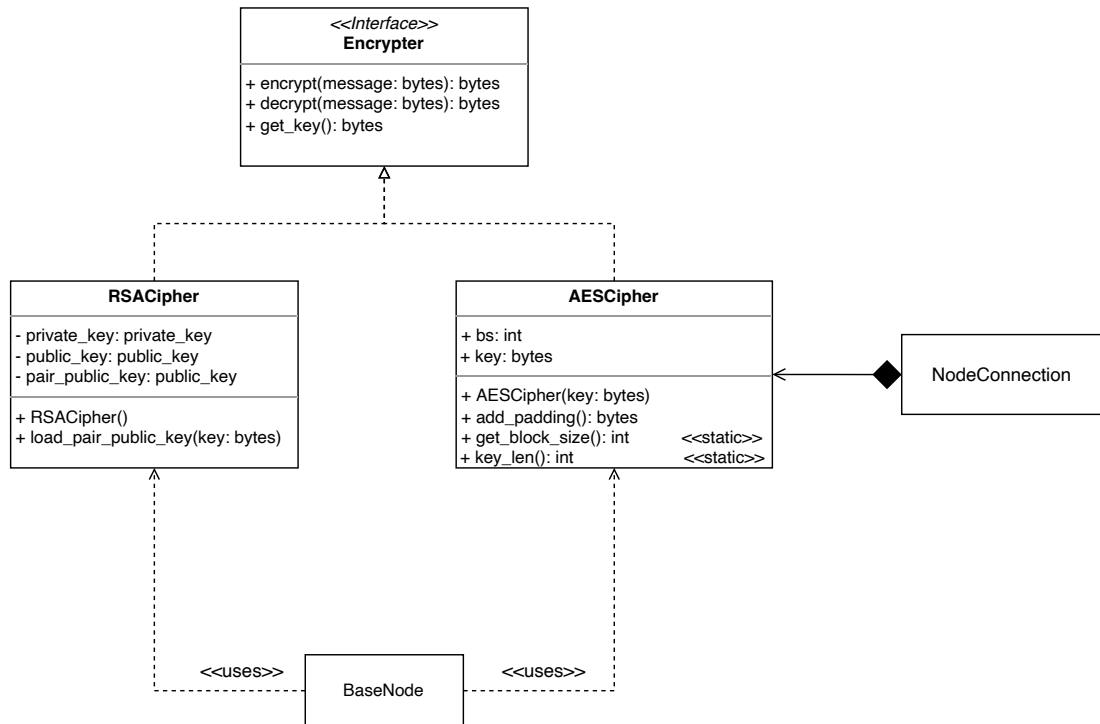 <<Interface>>
Encrypter
+ encrypt(message: bytes): bytes
+ decrypt(message: bytes): bytes
+ get_key(): bytes
RSACipher
- private_key: private_key
- public_key: public_key
- pair_public_key: public_key
+ RSACipher()
+ load_pair_public_key(key: bytes)
AESCipher
+ bs: int
+ key: bytes
+ AESCipher(key: bytes)
+ add_padding(): bytes
+ get_block_size(): int <<static>>
+ key_len(): int <<static>>
NodeConnection
<<uses>>
BaseNode
<<uses>>